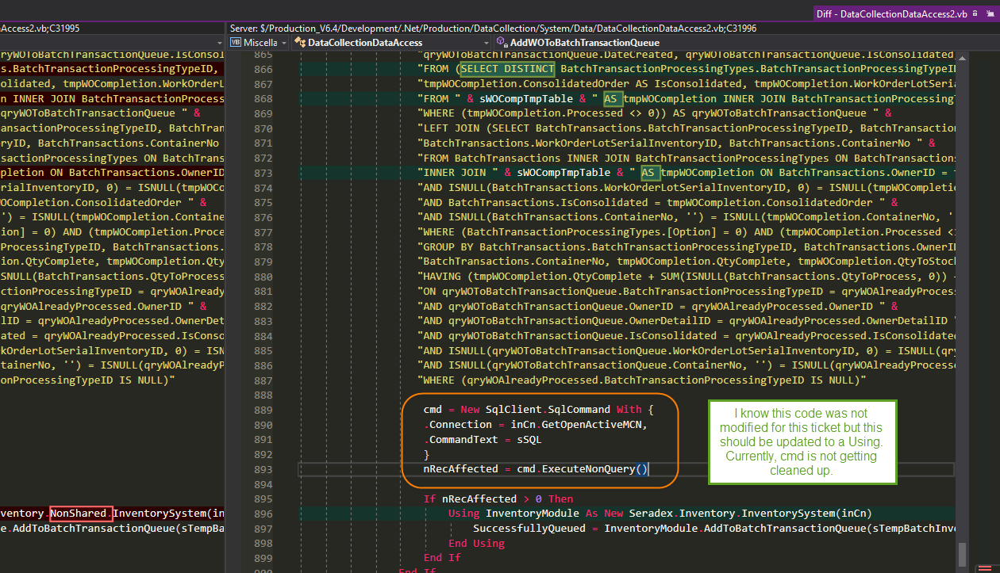 Diff - DataCollectionDataAccess2.vb
Access2.vb;C31995
Server: $/Production_V6.4/Development/.Net/Production/DataCollection/System/Data/DataCollectionDataAccess2.vb;C31996
VB Miscella
DataCollectionDataAccess
AddWOToBatchTransactionQueue
ryWOToBatchTransactionQueue.IsConsol
s.BatchTransactionProcessingTypeID,
olidated, tmpWOCompletion.WorkOrderL
n INNER JOIN BatchTransactionProcess
qryWOToBatchTransactionQueue " &
ansactionProcessingTypeID, BatchTran
ryID, BatchTransactions.ContainerNo
sactionProcessingTypes ON BatchTrans
pletion ON BatchTransactions.OwnerID
rialInventoryID, 0) = ISNULL(tmpWOCo
OCompletion.ConsolidatedOrder " &
') = ISNULL(tmpWOCompletion.Containe
ion] = 0) AND (tmpWOCompletion.Proce
ProcessingTypeID, BatchTransactions.
ion.QtyComplete, tmpWOCompletion.Qty
SNULL(BatchTransactions.QtyToProcess
ctionProcessingTypeID = qryWOAlready
qryWOAlreadyProcessed.OwnerID " &
lID = qryWOAlreadyProcessed.OwnerDet
ated = qryWOAlreadyProcessed.IsConso
rkOrderLotSerialInventoryID, 0) = ISN
tainerNo, '') = ISNULL(qryWOAlreadyP
onProcessingTypeID IS NULL)"
nventory.NonShared.InventorySystem(in
e.AddToBatchTransactionQueue(sTempBa
865 "qryWOToBatchTransactionQueue.DateCreated, qryWOToBatchTransactionQueue.IsConsolidated
866 "FROM (SELECT DISTINCT BatchTransactionProcessingTypes.BatchTransactionProcessingTypeID
867 "tmpWOCompletion.ConsolidatedOrder AS IsConsolidated, tmpWOCompletion.WorkOrderLotSeria
868 "FROM " & sWOCompTmpTable & " AS tmpWOCompletion INNER JOIN BatchTransactionProcessingT
869 "WHERE (tmpWOCompletion.Processed <> 0)) AS qryWOToBatchTransactionQueue " &
870 "LEFT JOIN (SELECT BatchTransactions.BatchTransactionProcessingTypeID, BatchTransaction
871 "BatchTransactions.WorkOrderLotSerialInventoryID, BatchTransactions.ContainerNo " &
872 "FROM BatchTransactions INNER JOIN BatchTransactionProcessingTypes ON BatchTransactions
873 "INNER JOIN " & sWOCompTmpTable & " AS tmpWOCompletion ON BatchTransactions.OwnerID =
874 "AND ISNULL(BatchTransactions.WorkOrderLotSerialInventoryID, 0) = ISNULL(tmpWOCompletio
875 "AND BatchTransactions.IsConsolidated = tmpWOCompletion.ConsolidatedOrder " &
876 "AND ISNULL(BatchTransactions.ContainerNo, '') = ISNULL(tmpWOCompletion.ContainerNo, '
877 "WHERE (BatchTransactionProcessingTypes.[Option] = 0) AND (tmpWOCompletion.Processed <
878 "GROUP BY BatchTransactions.BatchTransactionProcessingTypeID, BatchTransactions.OwnerID
879 "BatchTransactions.ContainerNo, tmpWOCompletion.QtyComplete, tmpWOCompletion.QtyToStock
880 "HAVING (tmpWOCompletion.QtyComplete + SUM(ISNULL(BatchTransactions.QtyToProcess, 0))
881 "ON qryWOToBatchTransactionQueue.BatchTransactionProcessingTypeID = qryWOAlreadyProcess
882 "AND qryWOToBatchTransactionQueue.OwnerID = qryWOAlreadyProcessed.OwnerID " &
883 "AND qryWOToBatchTransactionQueue.OwnerDetailID = qryWOAlreadyProcessed.OwnerDetailID "
884 "AND qryWOToBatchTransactionQueue.IsConsolidated = qryWOAlreadyProcessed.IsConsolidated
885 "AND ISNULL(qryWOToBatchTransactionQueue.WorkOrderLotSerialInventoryID, 0) = ISNULL(qry
886 "AND ISNULL(qryWOToBatchTransactionQueue.ContainerNo, '') = ISNULL(qryWOAlreadyProcesse
887 "WHERE (qryWOAlreadyProcessed.BatchTransactionProcessingTypeID IS NULL)"
888
889 cmd = New SqlClient.SqlCommand With {
890 .Connection = inCn.GetOpenActiveMCN,
891 .CommandText = sSQL
892 }
893 nRecAffected = cmd.ExecuteNonQuery()
894
895 If nRecAffected > 0 Then
896 Using InventoryModule As New Seradex.Inventory.InventorySystem(inCn)
897 SuccessfullyQueued = InventoryModule.AddToBatchTransactionQueue(sTempBatchInve
898 End Using
899 End If
900 End If
I know this code was not
modified for this ticket but this
should be updated to a Using.
Currently, cmd is not getting
cleaned up.